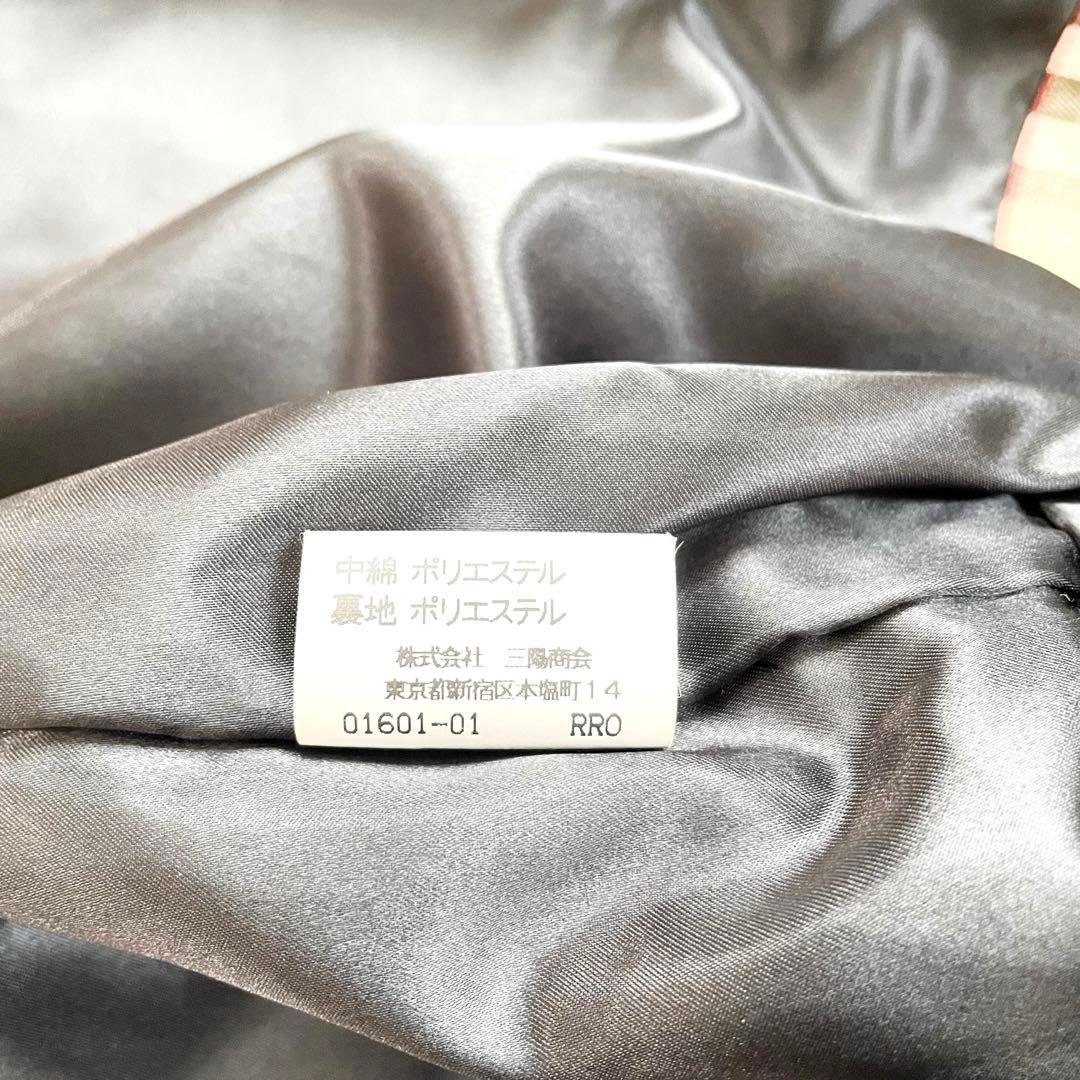 中綿 ポリエステル
裏地 ポリエステル
株式会社 三陽商会
東京都新宿区本塩町14
01601-01 RRO